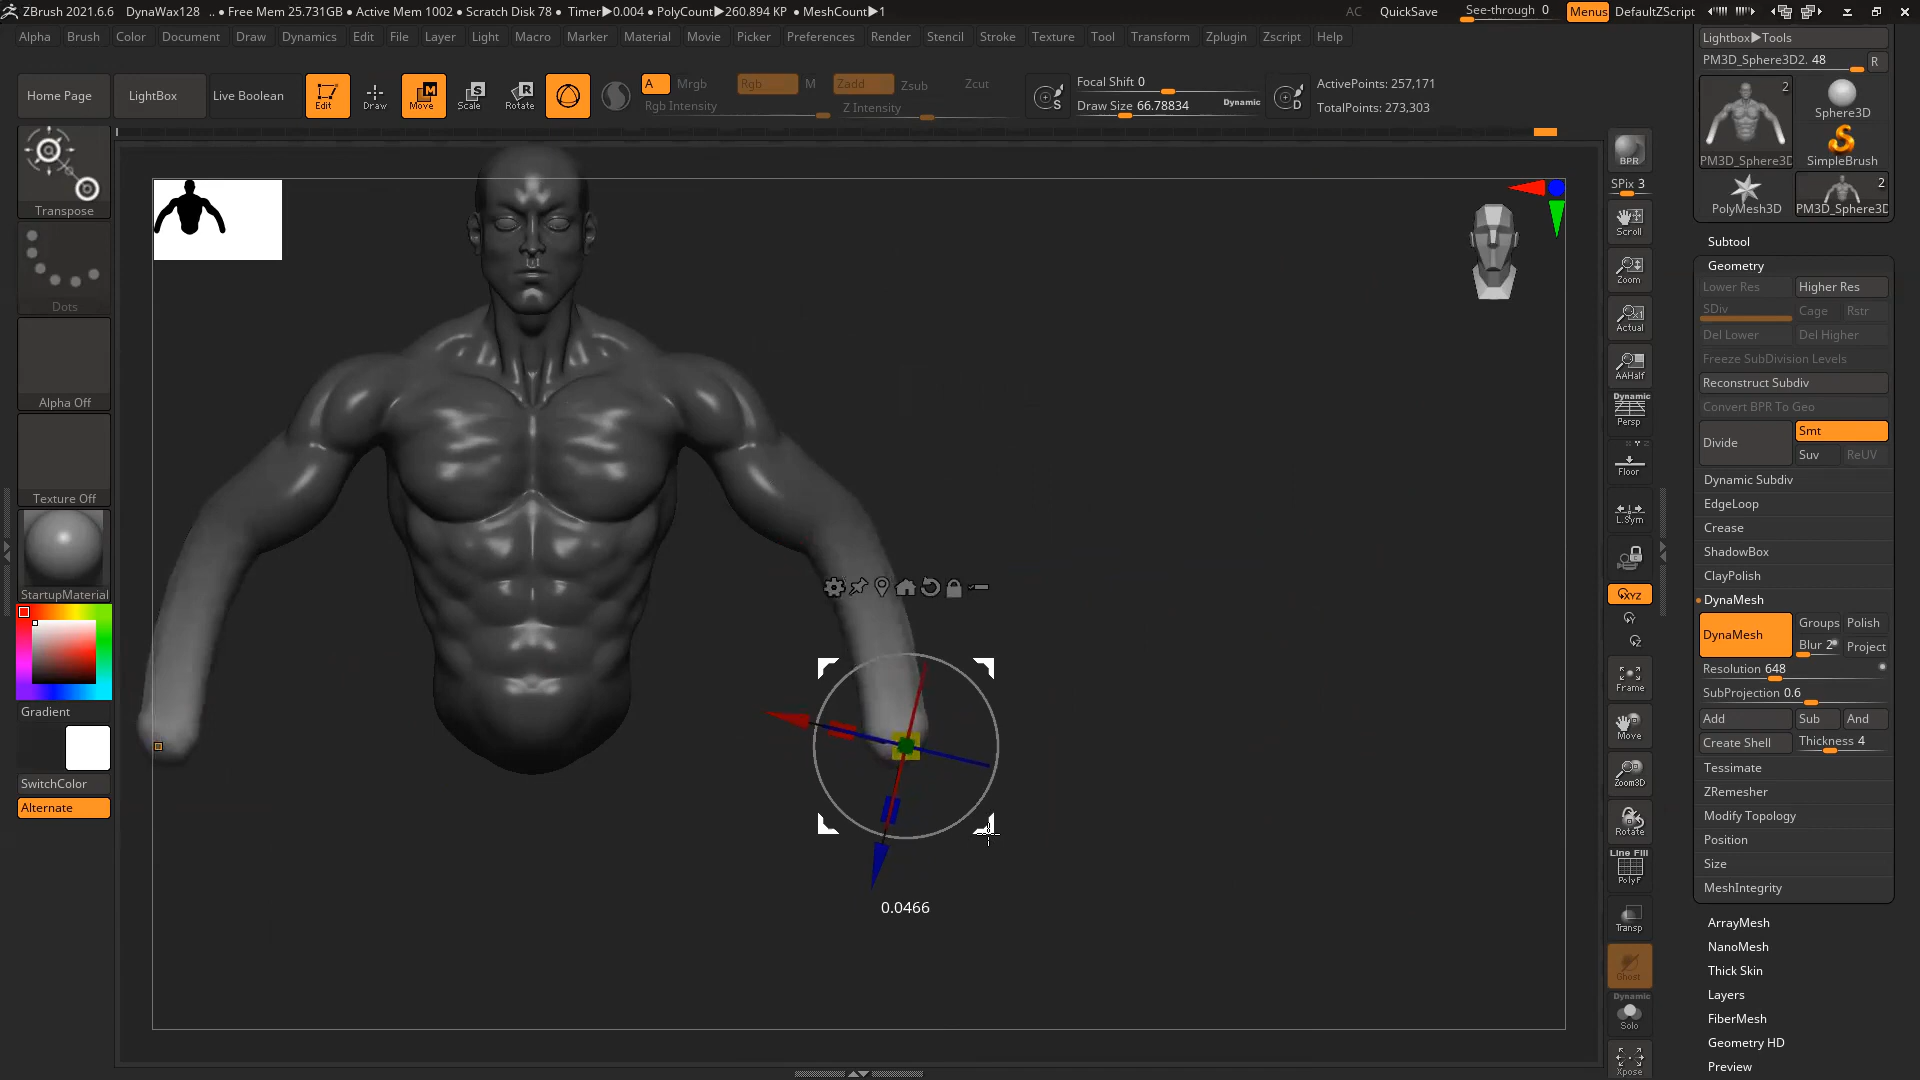 ZBrush 2021.6.6 DynaWax128 .. ● Free Mem 25.731GB ● Active Mem 1002 ● Scratch Disk 78 ● Timer▶0.004 ● PolyCount▶260.894 KP ● MeshCount▶1 AC QuickSave See-through 0 Menus DefaultZScript
Alpha Brush Color Document Draw Dynamics Edit File Layer Light Macro Marker Material Movie Picker Preferences Render Stencil Stroke Texture Tool Transform Zplugin Zscript Help
Home Page LightBox Live Boolean Edit Draw Move Scale Rotate
A Mrgb Rgb M Zadd Zsub Zcut
Rgb Intensity Z Intensity
S Focal Shift 0
Draw Size 66.78834 Dynamic D
ActivePoints: 257,171
TotalPoints: 273,303
Transpose
Dots
Alpha Off
Texture Off
StartupMaterial
Gradient
SwitchColor
Alternate
0.0466
BPR
SPix 3
Scroll
Zoom
Actual
AAHalf
Dynamic
Persp
Floor
L.Sym
XYZ
Frame
Move
Zoom3D
Rotate
Line Fill
PolyF
Transp
Ghost
Dynamic
Solo
Xpose
Lightbox▶Tools
PM3D_Sphere3D2. 48 R
2
PM3D_Sphere3D
Sphere3D
SimpleBrush
PolyMesh3D
2
PM3D_Sphere3D
Subtool
Geometry
Lower Res Higher Res
SDiv Cage Rstr
Del Lower Del Higher
Freeze SubDivision Levels
Reconstruct Subdiv
Convert BPR To Geo
Divide Smt
Suv ReUV
Dynamic Subdiv
EdgeLoop
Crease
ShadowBox
ClayPolish
DynaMesh
DynaMesh Groups Polish
Blur 2 Project
Resolution 648
SubProjection 0.6
Add Sub And
Create Shell Thickness 4
Tessimate
ZRemesher
Modify Topology
Position
Size
MeshIntegrity
ArrayMesh
NanoMesh
Thick Skin
Layers
FiberMesh
Geometry HD
Preview